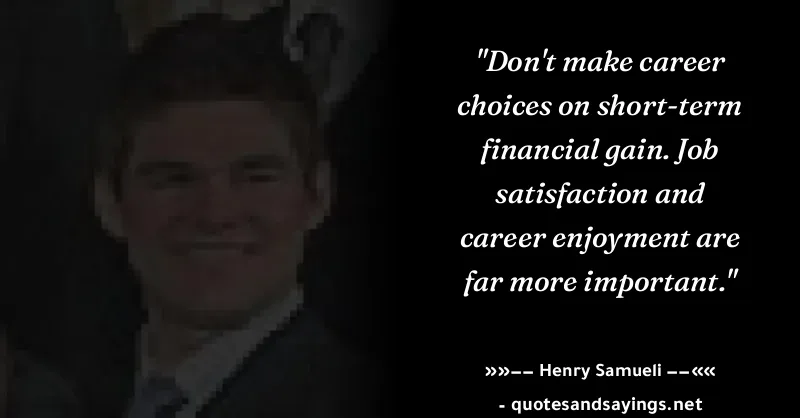 "Don't make career
choices on short-term
financial gain. Job
satisfaction and
career enjoyment are
far more important."
»»–– Henry Samueli ––««
- quotesandsayings.net